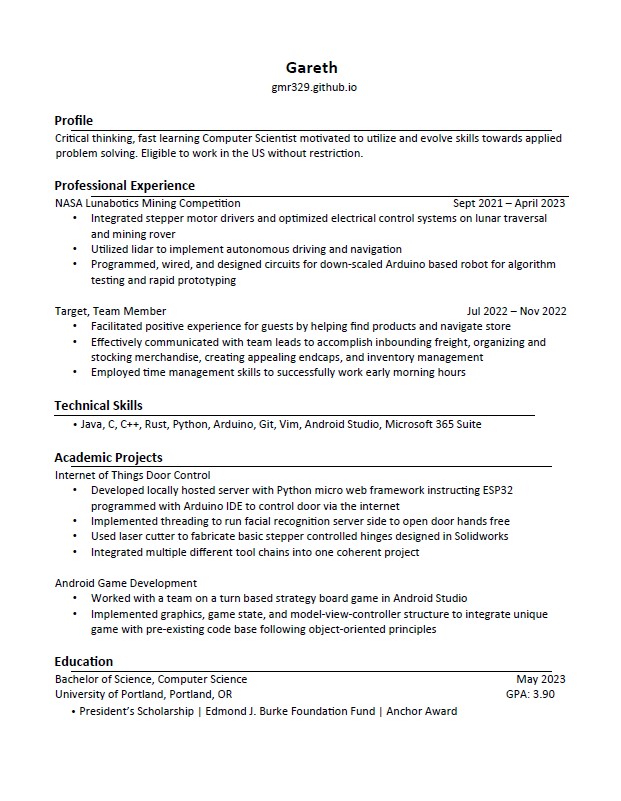 Gareth
gmr329.github.io
Profile
Critical thinking, fast learning Computer Scientist motivated to utilize and evolve skills towards applied
problem solving. Eligible to work in the US without restriction.
Professional Experience
NASA Lunabotics Mining Competition Sept 2021 – April 2023
• Integrated stepper motor drivers and optimized electrical control systems on lunar traversal
and mining rover
• Utilized lidar to implement autonomous driving and navigation
• Programmed, wired, and designed circuits for down-scaled Arduino based robot for algorithm
testing and rapid prototyping
Target, Team Member Jul 2022 – Nov 2022
• Facilitated positive experience for guests by helping find products and navigate store
• Effectively communicated with team leads to accomplish inbounding freight, organizing and
stocking merchandise, creating appealing endcaps, and inventory management
• Employed time management skills to successfully work early morning hours
Technical Skills
• Java, C, C++, Rust, Python, Arduino, Git, Vim, Android Studio, Microsoft 365 Suite
Academic Projects
Internet of Things Door Control
• Developed locally hosted server with Python micro web framework instructing ESP32
programmed with Arduino IDE to control door via the internet
• Implemented threading to run facial recognition server side to open door hands free
• Used laser cutter to fabricate basic stepper controlled hinges designed in Solidworks
• Integrated multiple different tool chains into one coherent project
Android Game Development
• Worked with a team on a turn based strategy board game in Android Studio
• Implemented graphics, game state, and model-view-controller structure to integrate unique
game with pre-existing code base following object-oriented principles
Education
Bachelor of Science, Computer Science May 2023
University of Portland, Portland, OR GPA: 3.90
• President’s Scholarship | Edmond J. Burke Foundation Fund | Anchor Award